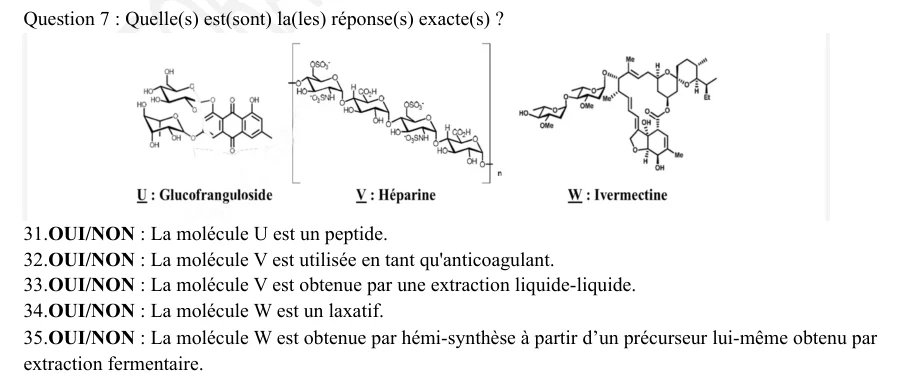 Question 7 : Quelle(s) est(sont) la(les) réponse(s) exacte(s) ?
U : Glucofranguloside V : Héparine W : Ivermectine
31.OUI/NON : La molécule U est un peptide.
32.OUI/NON : La molécule V est utilisée en tant qu'anticoagulant.
33.OUI/NON : La molécule V est obtenue par une extraction liquide-liquide.
34.OUI/NON : La molécule W est un laxatif.
35.OUI/NON : La molécule W est obtenue par hémi-synthèse à partir d’un précurseur lui-même obtenu par
extraction fermentaire.